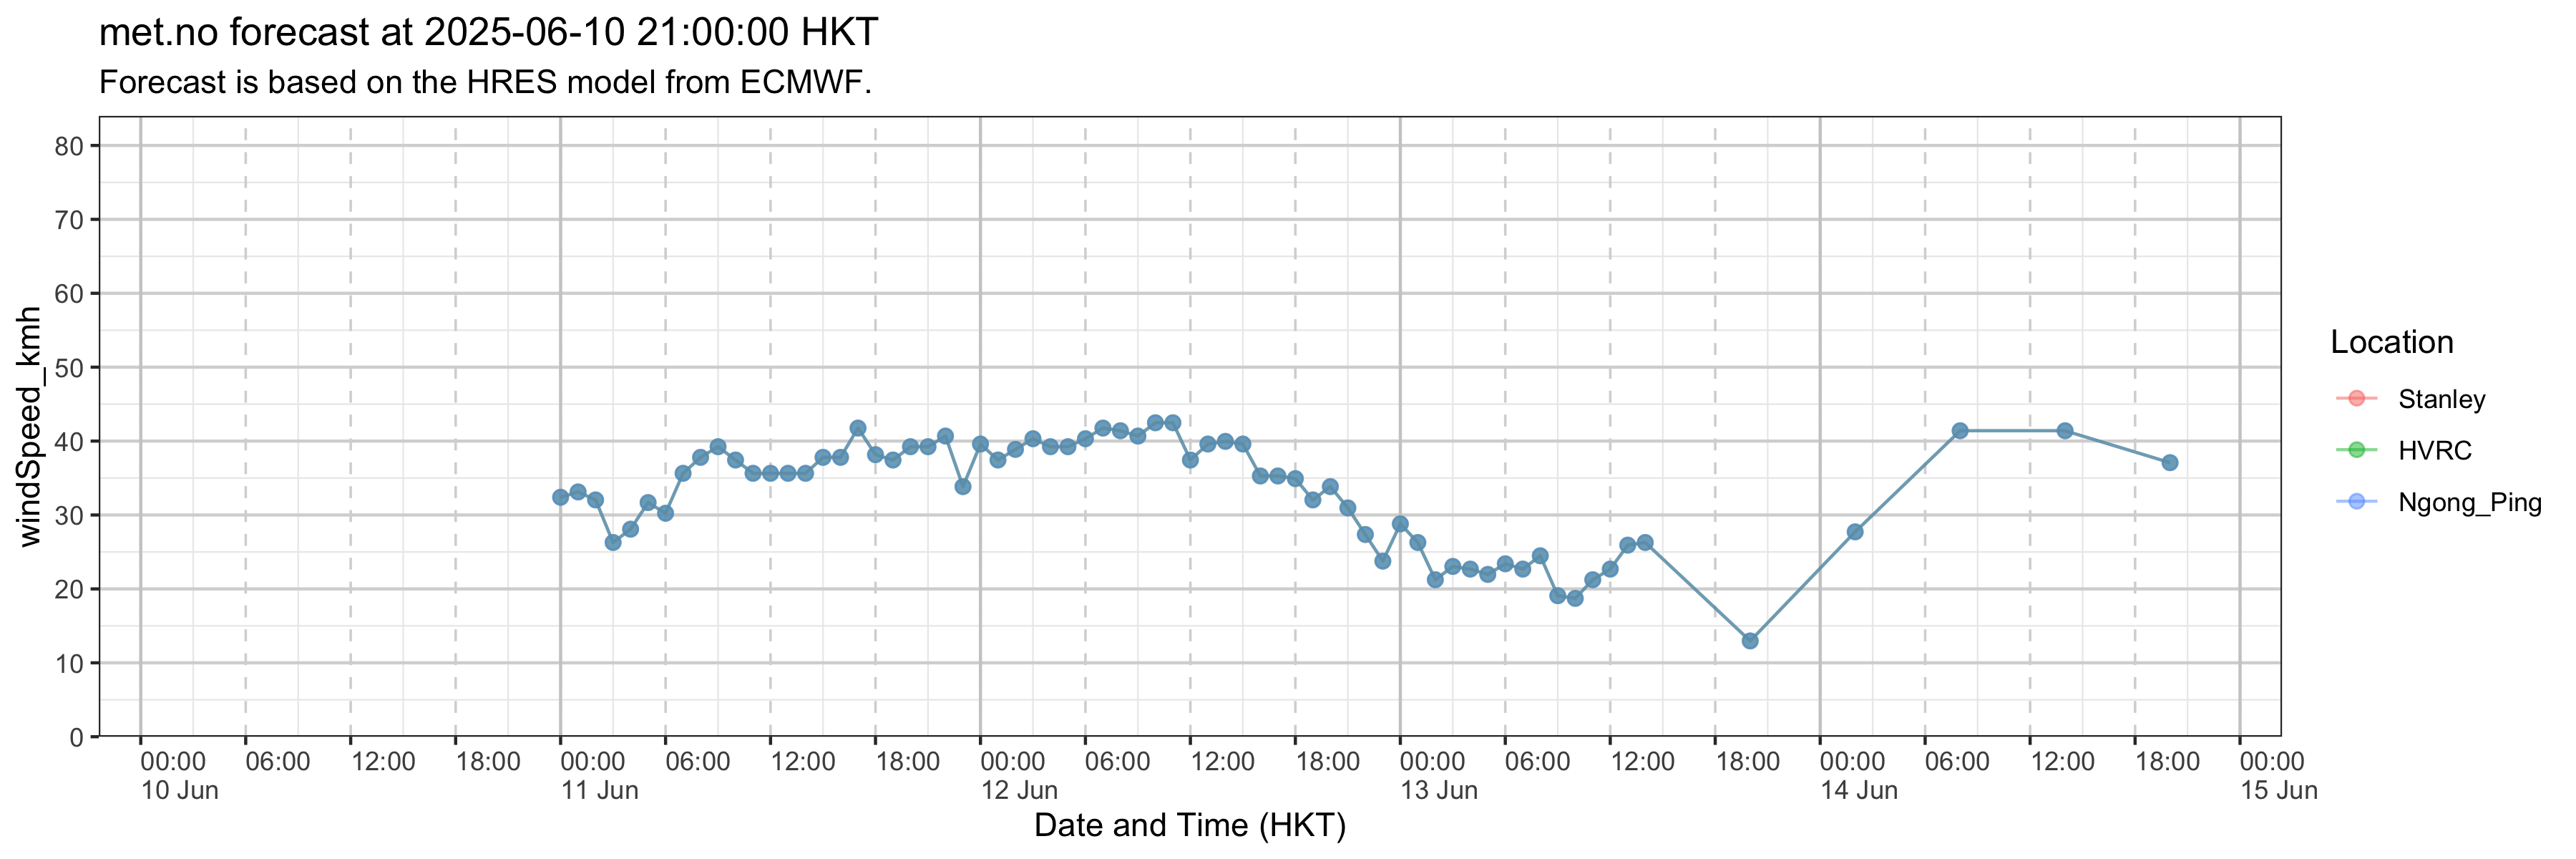 met.no forecast at 2025-06-10 21:00:00 HKT
Forecast is based on the HRES model from ECMWF.
windSpeed_kmh
80
70
60
50
40
30
20
10
0
00:00 06:00 12:00 18:00 00:00 06:00 12:00 18:00 00:00 06:00 12:00 18:00 00:00 06:00 12:00 18:00 00:00 06:00 12:00 18:00 00:00
10 Jun 11 Jun 12 Jun 13 Jun 14 Jun 15 Jun
Date and Time (HKT)
Location
Stanley
HVRC
Ngong_Ping